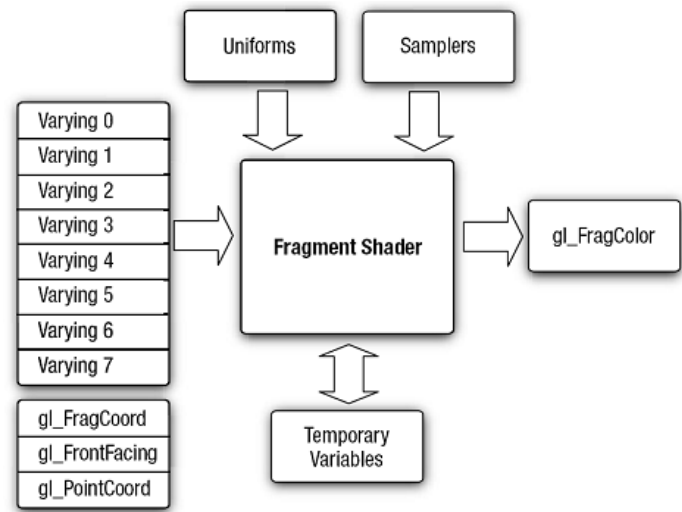 Uniforms
Samplers
Varying 0
Varying 1
Varying 2
Varying 3
Varying 4
Varying 5
Varying 6
Varying 7
gl_FragCoord
gl_FrontFacing
gl_PointCoord
Fragment Shader
gl_FragColor
Temporary
Variables